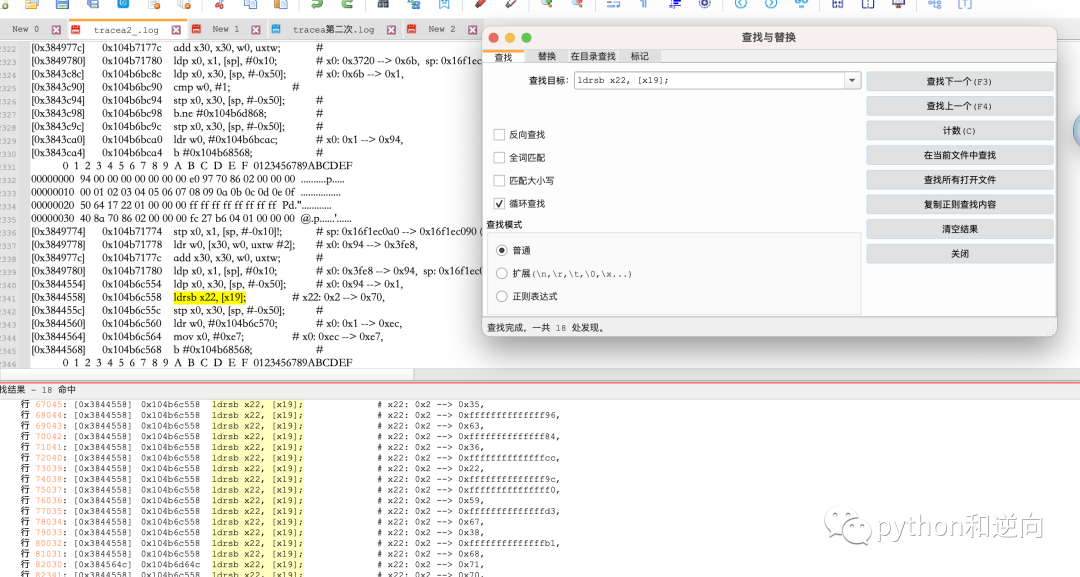 New 0
tracea2_.log
New 1
tracea第二次.log
New 2
2322 [0x384977c] 0x104b7177c add x30, x30, w0, uxtw; #
2323 [0x3849780] 0x104b71780 ldp x0, x1, [sp], #0x10; # x0: 0x3720 --> 0x6b, sp: 0x16f1ec
2324 [0x3843c8c] 0x104b6bc8c ldp x0, x30, [sp, #-0x50]; # x0: 0x6b --> 0x1,
2325 [0x3843c90] 0x104b6bc90 cmp w0, #1; #
2326 [0x3843c94] 0x104b6bc94 stp x0, x30, [sp, #-0x50]; #
2327 [0x3843c98] 0x104b6bc98 b.ne #0x104b6d868; #
2328 [0x3843c9c] 0x104b6bc9c stp x0, x30, [sp, #-0x50]; #
2329 [0x3843ca0] 0x104b6bca0 ldr w0, #0x104b6bcac; # x0: 0x1 --> 0x94,
2330 [0x3843ca4] 0x104b6bca4 b #0x104b68568; #
2331 0 1 2 3 4 5 6 7 8 9 A B C D E F 0123456789ABCDEF
2332 00000000 94 00 00 00 00 00 00 00 e0 97 70 86 02 00 00 00 ..........p.....
2333 00000010 00 01 02 03 04 05 06 07 08 09 0a 0b 0c 0d 0e 0f ................
2334 00000020 50 64 17 22 01 00 00 00 ff ff ff ff ff ff ff ff Pd."............
2335 00000030 40 8a 70 86 02 00 00 00 fc 27 b6 04 01 00 00 00 @.p......'......
2336 [0x3849774] 0x104b71774 stp x0, x1, [sp, #-0x10]!; # sp: 0x16f1ec0a0 --> 0x16f1ec090 (
2337 [0x3849778] 0x104b71778 ldr w0, [x30, w0, uxtw #2]; # x0: 0x94 --> 0x3fe8,
2338 [0x384977c] 0x104b7177c add x30, x30, w0, uxtw; #
2339 [0x3849780] 0x104b71780 ldp x0, x1, [sp], #0x10; # x0: 0x3fe8 --> 0x94, sp: 0x16f1ec0
2340 [0x3844554] 0x104b6c554 ldp x0, x30, [sp, #-0x50]; # x0: 0x94 --> 0x1,
2341 [0x3844558] 0x104b6c558 ldrsb x22, [x19]; # x22: 0x2 --> 0x70,
2342 [0x384455c] 0x104b6c55c stp x0, x30, [sp, #-0x50]; #
2343 [0x3844560] 0x104b6c560 ldr w0, #0x104b6c570; # x0: 0x1 --> 0xec,
2344 [0x3844564] 0x104b6c564 mov x0, #0xe7; # x0: 0xec --> 0xe7,
2345 [0x3844568] 0x104b6c568 b #0x104b68568; #
2346 0 1 2 3 4 5 6 7 8 9 A B C D E F 0123456789ABCDEF
查找与替换
查找 替换 在目录查找 标记
查找目标: ldrsb x22, [x19];
反向查找
全词匹配
匹配大小写
循环查找
查找模式
普通
扩展(\n,\r,\t,\0,\x...)
正则表达式
查找下一个(F3)
查找上一个(F4)
计数(C)
在当前文件中查找
查找所有打开文件
复制正则查找内容
清空结果
关闭
查找完成，一共 18 处发现。
找结果 - 18 命中
行 67045: [0x3844558] 0x104b6c558 ldrsb x22, [x19]; # x22: 0x2 --> 0x35,
行 68044: [0x3844558] 0x104b6c558 ldrsb x22, [x19]; # x22: 0x2 --> 0xffffffffffffff96,
行 69043: [0x3844558] 0x104b6c558 ldrsb x22, [x19]; # x22: 0x2 --> 0x63,
行 70042: [0x3844558] 0x104b6c558 ldrsb x22, [x19]; # x22: 0x2 --> 0xffffffffffffff84,
行 71041: [0x3844558] 0x104b6c558 ldrsb x22, [x19]; # x22: 0x2 --> 0x36,
行 72040: [0x3844558] 0x104b6c558 ldrsb x22, [x19]; # x22: 0x2 --> 0xffffffffffffffcc,
行 73039: [0x3844558] 0x104b6c558 ldrsb x22, [x19]; # x22: 0x2 --> 0x22,
行 74038: [0x3844558] 0x104b6c558 ldrsb x22, [x19]; # x22: 0x2 --> 0xffffffffffffff9c,
行 75037: [0x3844558] 0x104b6c558 ldrsb x22, [x19]; # x22: 0x2 --> 0xfffffffffffffff0,
行 76036: [0x3844558] 0x104b6c558 ldrsb x22, [x19]; # x22: 0x2 --> 0x59,
行 77035: [0x3844558] 0x104b6c558 ldrsb x22, [x19]; # x22: 0x2 --> 0xffffffffffffffd3,
行 78034: [0x3844558] 0x104b6c558 ldrsb x22, [x19]; # x22: 0x2 --> 0x67,
行 79033: [0x3844558] 0x104b6c558 ldrsb x22, [x19]; # x22: 0x2 --> 0x38,
行 80032: [0x3844558] 0x104b6c558 ldrsb x22, [x19]; # x22: 0x2 --> 0xffffffffffffffb1,
行 81031: [0x3844558] 0x104b6c558 ldrsb x22, [x19]; # x22: 0x2 --> 0x68,
行 82030: [0x384564c] 0x104b6d64c ldrsb x22, [x19]; # x22: 0x2 --> 0x71,
行 82341: [0x3844558] 0x104b6c558 ldrsb x22, [x19]; # x22: 0x2 --> 0x70,
python和逆向